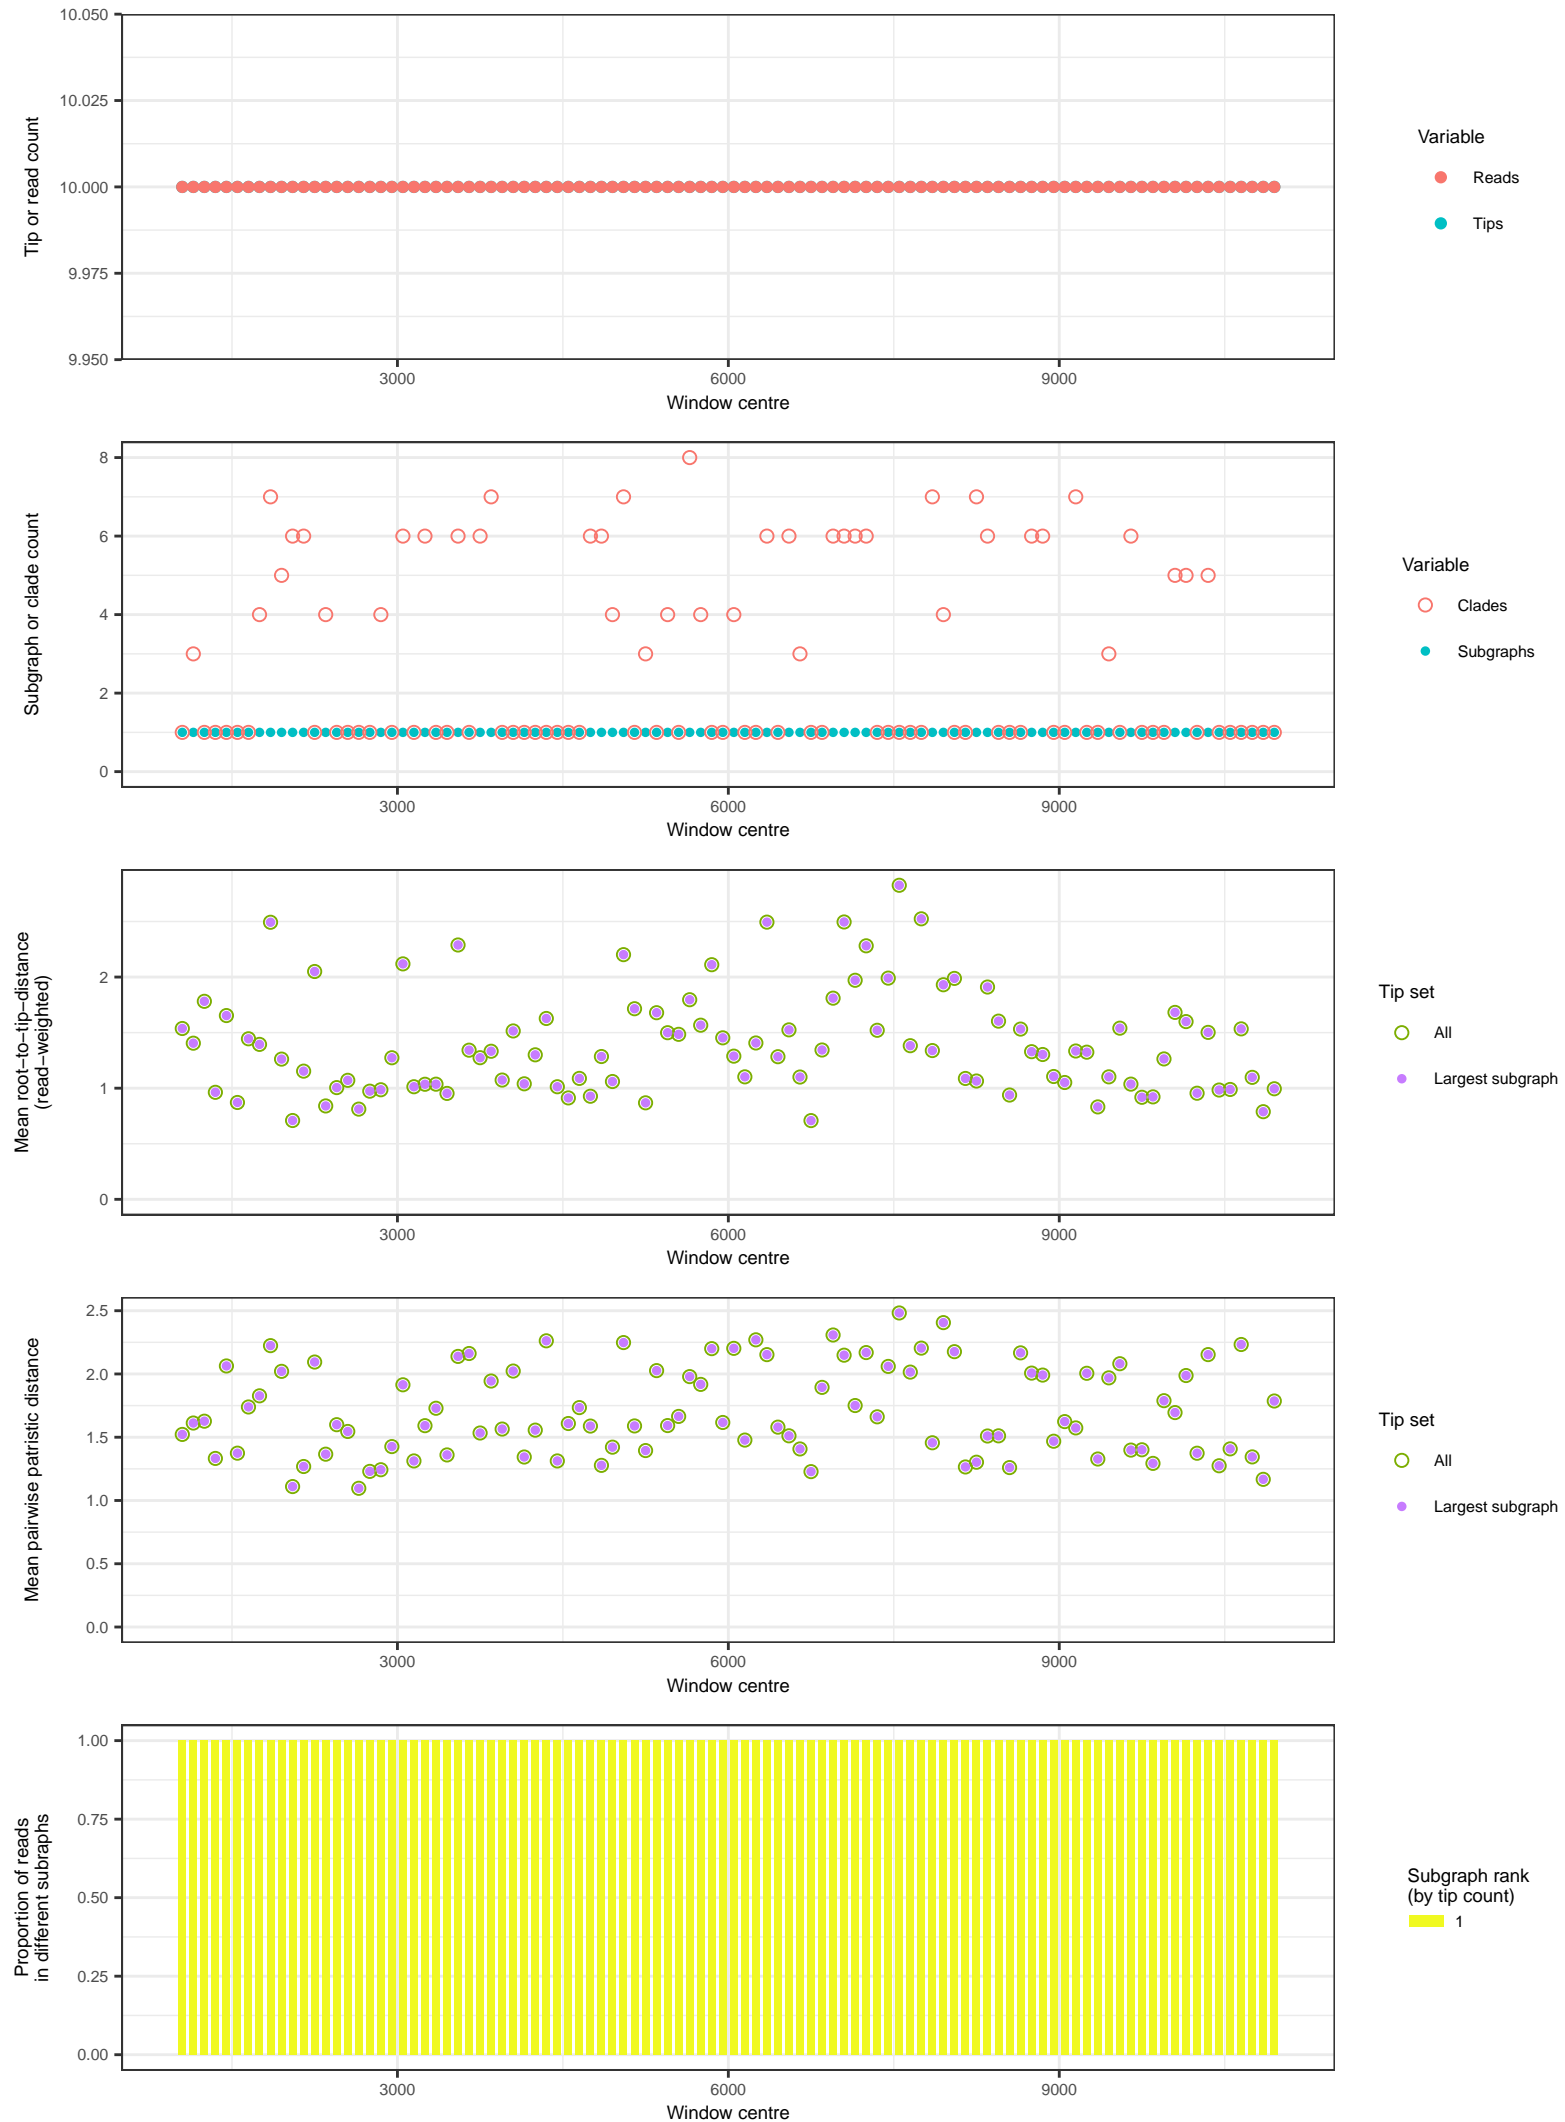 10.050
10.025
10.000
9.975
9.950
Tip or read count
3000
6000
9000
Window centre
Variable
Reads
Tips
8
6
4
2
0
Subgraph or clade count
3000
6000
9000
Window centre
Variable
Clades
Subgraphs
2
1
0
Mean root−to−tip−distance
(read−weighted)
3000
6000
9000
Window centre
Tip set
All
Largest subgraph
2.5
2.0
1.5
1.0
0.5
0.0
Mean pairwise patristic distance
3000
6000
9000
Window centre
Tip set
All
Largest subgraph
1.00
0.75
0.50
0.25
0.00
Proportion of reads
in different subraphs
3000
6000
9000
Window centre
Subgraph rank
(by tip count)
1